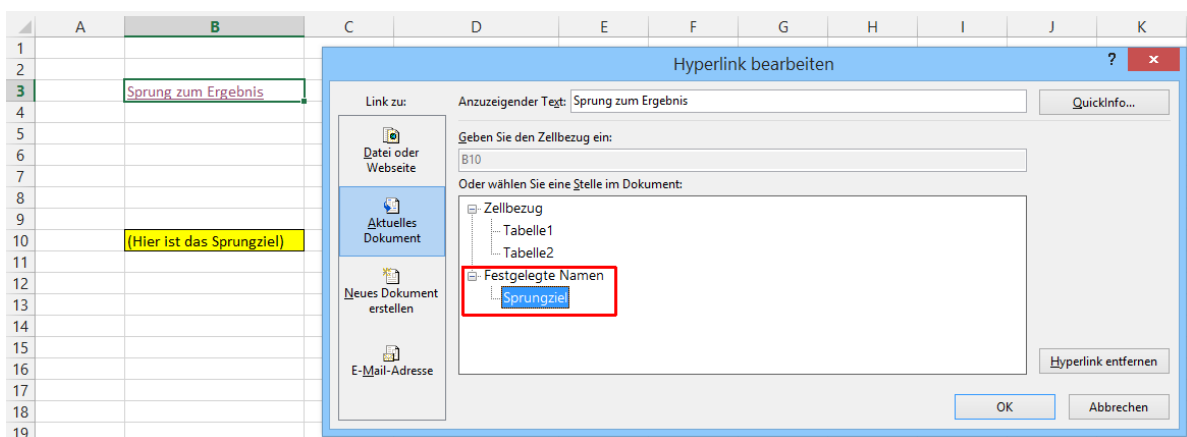 A B C D E F G H I J K
1
2
3 Sprung zum Ergebnis
4
5
6
7
8
9
10 (Hier ist das Sprungziel)
11
12
13
14
15
16
17
18
19
Hyperlink bearbeiten ? x
Link zu:
Anzuzeigender Text: Sprung zum Ergebnis
QuickInfo...
Datei oder
Webseite
Aktuelles
Dokument
Neues Dokument
erstellen
E-Mail-Adresse
Geben Sie den Zellbezug ein:
B10
Oder wählen Sie eine Stelle im Dokument:
Zellbezug
Tabelle1
Tabelle2
Festgelegte Namen
Sprungziel
Hyperlink entfernen
OK Abbrechen